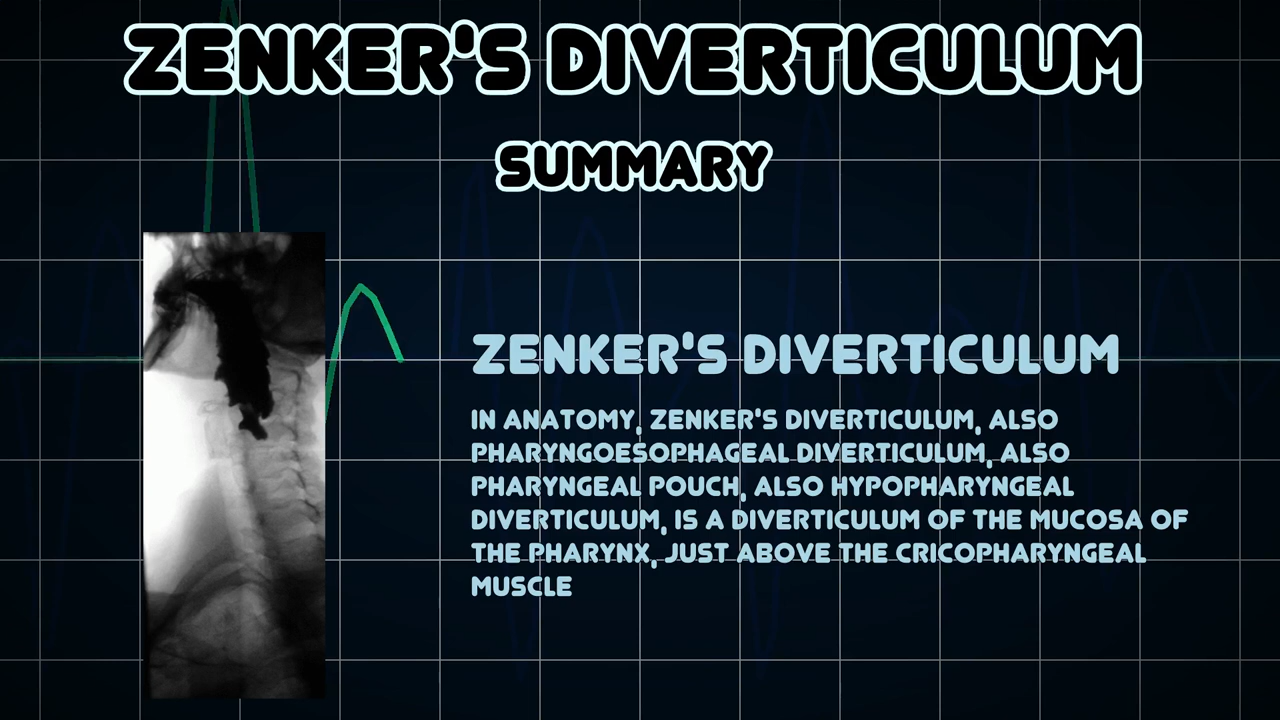 ZENKER'S DIVERTICULUM
SUMMARY
ZENKER'S DIVERTICULUM
IN ANATOMY, ZENKER'S DIVERTICULUM, ALSO
PHARYNGOESOPHAGEAL DIVERTICULUM, ALSO
PHARYNGEAL POUCH, ALSO HYPOPHARYNGEAL
DIVERTICULUM, IS A DIVERTICULUM OF THE MUCOSA OF
THE PHARYNX, JUST ABOVE THE CRICOPHARYNGEAL
MUSCLE